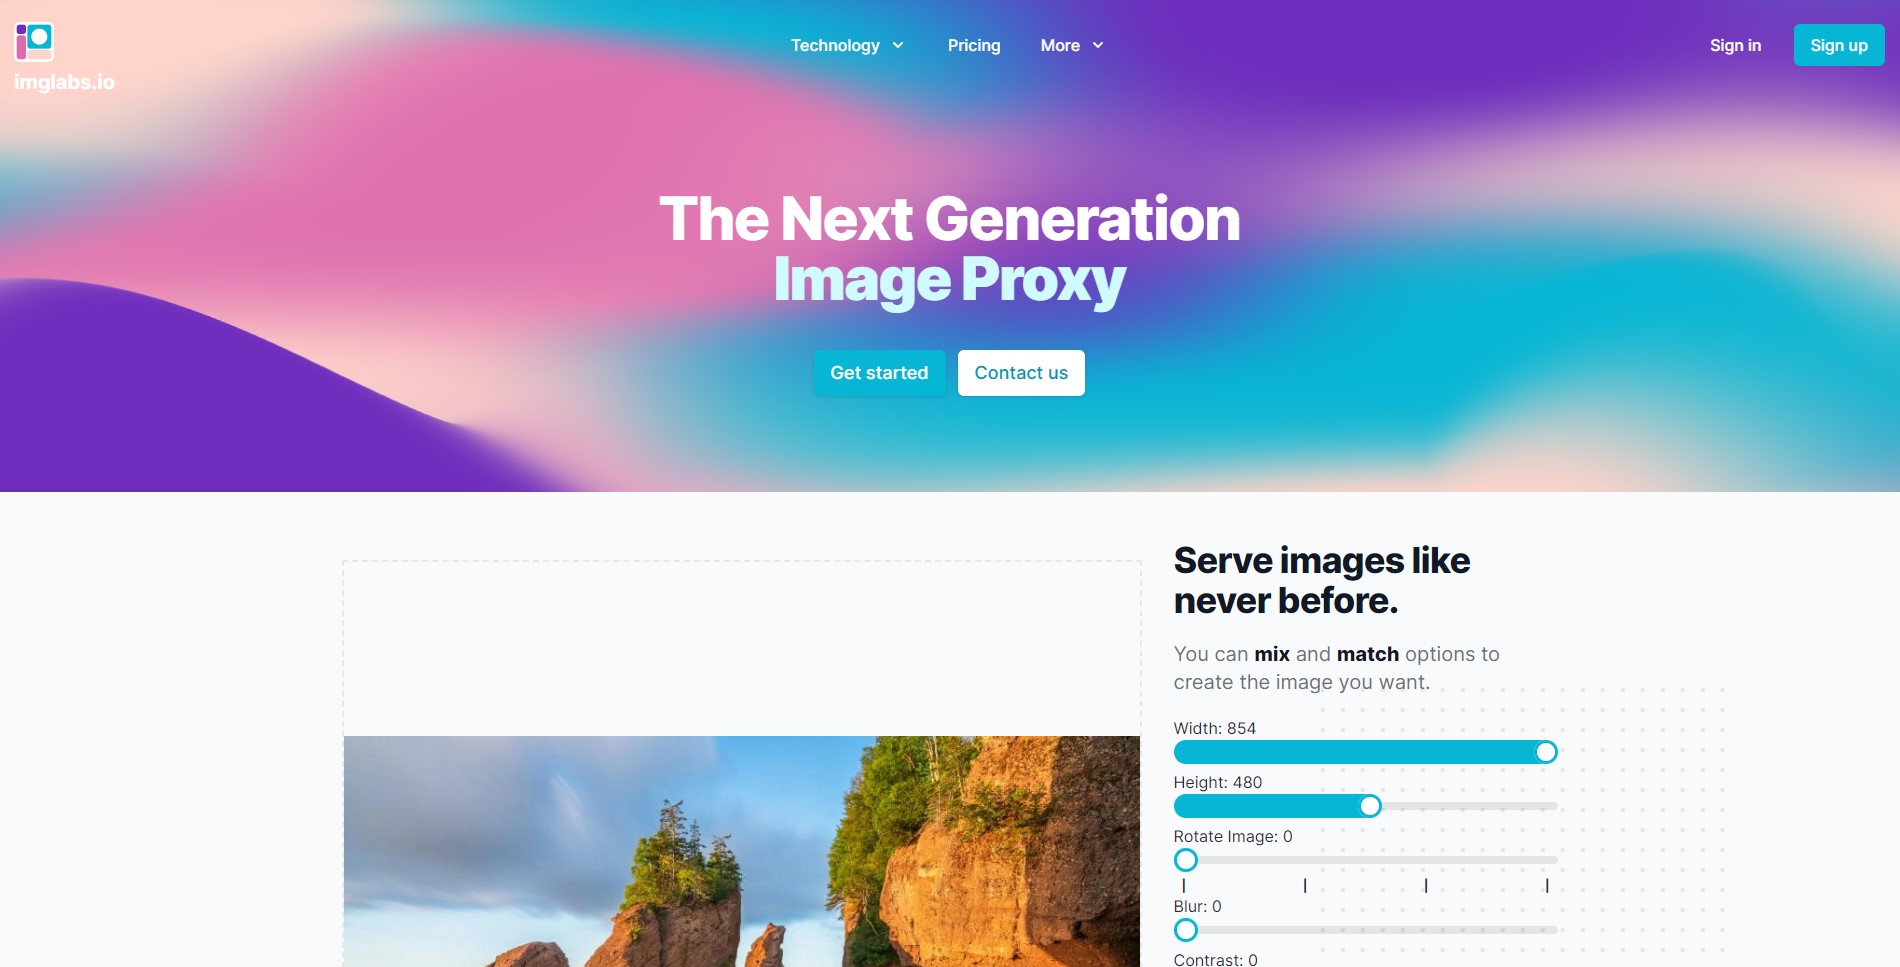 imglabs.io
Technology
Pricing
More
Sign in
Sign up
The Next Generation
Image Proxy
Get started
Contact us
Serve images like
never before.
You can mix and match options to
create the image you want.
Width: 854
Height: 480
Rotate Image: 0
Blur: 0
Contrast: 0